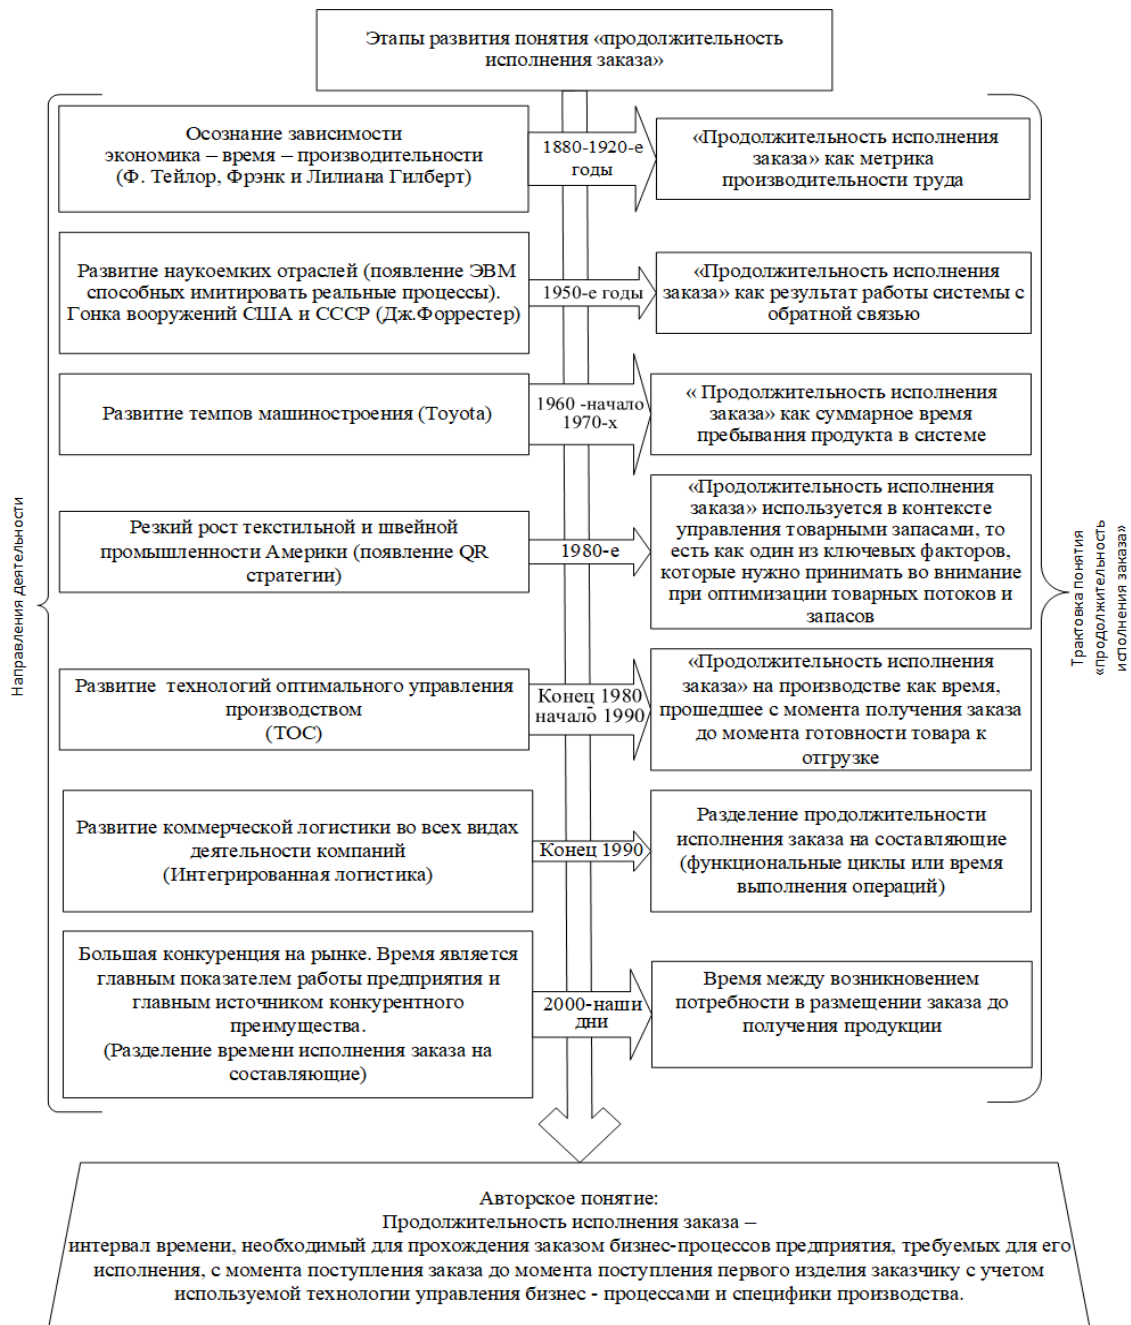 Этапы развития понятия «продолжительность
исполнения заказа»
Осознание зависимости
экономика – время – производительности
(Ф. Тейлор, Фрэнк и Лилиана Гилберт)
1880-1920-е
годы
«Продолжительность исполнения
заказа» как метрика
производительности труда
Развитие наукоемких отраслей (появление ЭВМ
способных имитировать реальные процессы).
Гонка вооружений США и СССР (Дж.Форрестер)
1950-е годы
«Продолжительность исполнения
заказа» как результат работы системы с
обратной связью
Развитие темпов машиностроения (Toyota)
1960 -начало
1970-х
« Продолжительность исполнения
заказа» как суммарное время
пребывания продукта в системе
Резкий рост текстильной и швейной
промышленности Америки (появление QR
стратегии)
1980-е
«Продолжительность исполнения
заказа» используется в контексте
управления товарными запасами, то
есть как один из ключевых факторов,
которые нужно принимать во внимание
при оптимизации товарных потоков и
запасов
Развитие  технологий оптимального управления
производством
(ТОС)
Конец 1980
-
начало 1990
«Продолжительность исполнения
заказа» на производстве как время,
прошедшее с момента получения заказа
до момента готовности товара к
отгрузке
Развитие коммерческой логистики во всех видах
деятельности компаний
(Интегрированная логистика)
Конец 1990
Разделение продолжительности
исполнения заказа на составляющие
(функциональные циклы или время
выполнения операций)
Большая конкуренция на рынке. Время является
главным показателем работы предприятия и
главным источником конкурентного
преимущества.
(Разделение времени исполнения заказа на
составляющие)
2000-наши
дни
Время между возникновением
потребности в размещении заказа до
получения продукции
Направления деятельности
Трактовка понятия
«продолжительность
исполнения заказа»
Авторское понятие:
Продолжительность исполнения заказа –
интервал времени, необходимый для прохождения заказом бизнес-процессов предприятия, требуемых для его
исполнения, с момента поступления заказа до момента поступления первого изделия заказчику с учетом
используемой технологии управления бизнес - процессами и специфики производства.